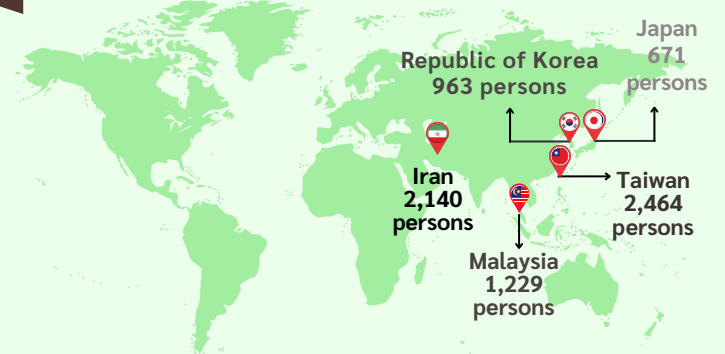 Japan
671
persons
Republic of Korea
963 persons
Iran
2,140
persons
Taiwan
2,464
persons
Malaysia
1,229
persons